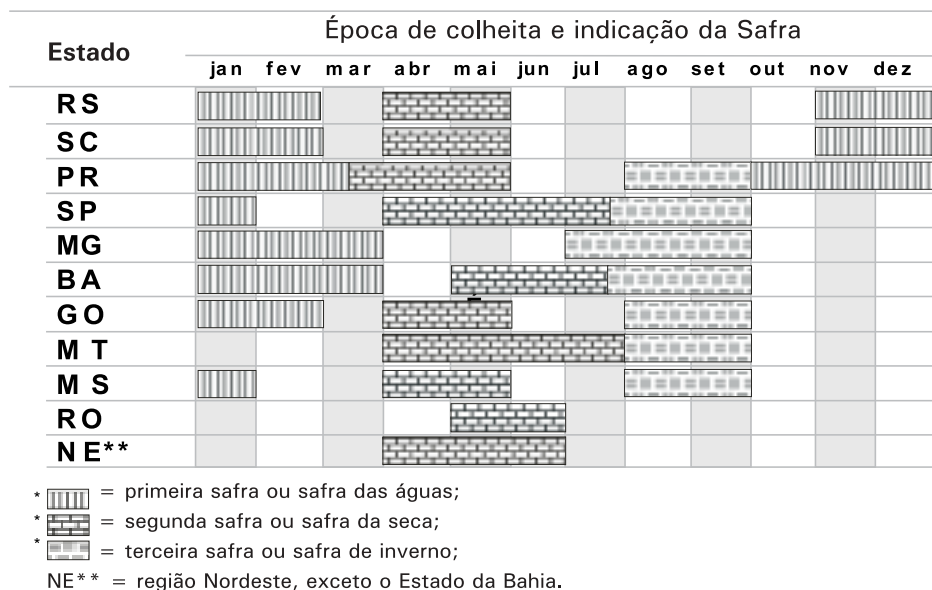 Época de colheita e indicação da Safra
Estado
jan fev mar abr mai jun jul ago set out nov dez
RS
SC
PR
SP
MG
BA
GO
MT
MS
RO
NE**
* = primeira safra ou safra das águas;
* = segunda safra ou safra da seca;
* = terceira safra ou safra de inverno;
NE** = região Nordeste, exceto o Estado da Bahia.